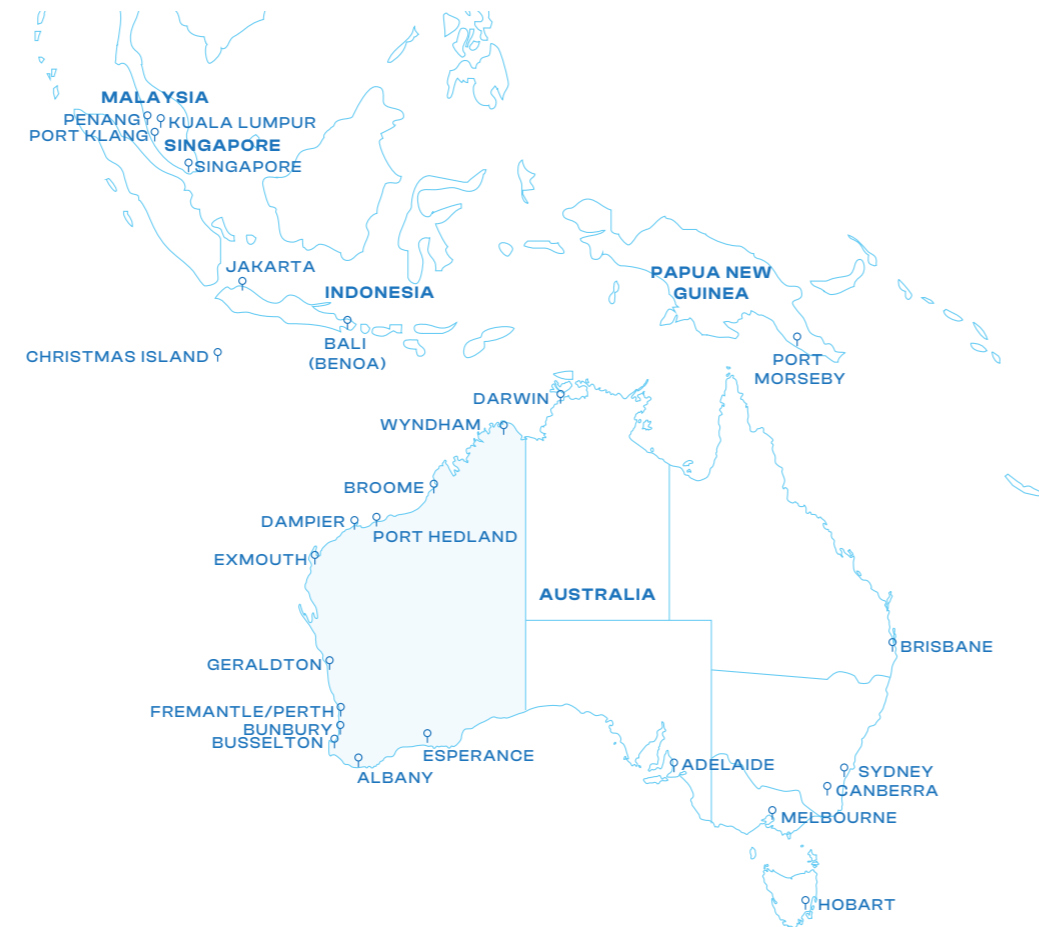 MALAYSIA
PENANG
KUALA LUMPUR
PORT KLANG
SINGAPORE
SINGAPORE
JAKARTA
INDONESIA
PAPUA NEW
GUINEA
BALI
(BENOA)
CHRISTMAS ISLAND
PORT
MORSEBY
DARWIN
WYNDHAM
BROOME
DAMPIER
PORT HEDLAND
EXMOUTH
AUSTRALIA
BRISBANE
GERALDTON
FREMANTLE/PERTH
BUNBURY
BUSSELTON
ESPERANCE
ALBANY
ADELAIDE
SYDNEY
CANBERRA
MELBOURNE
HOBART